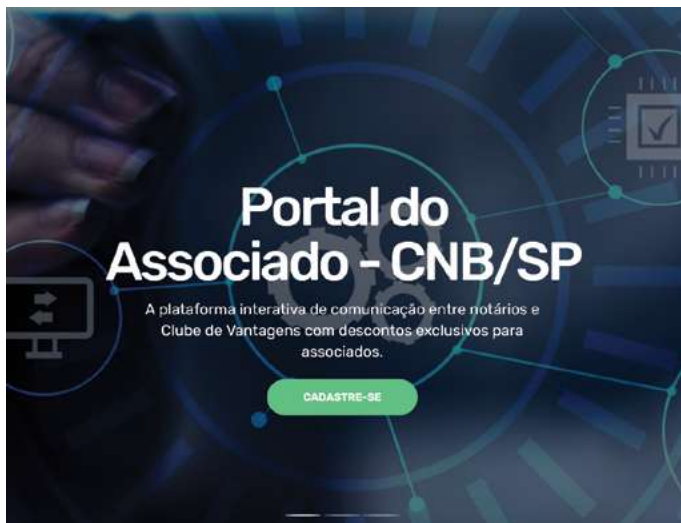 Portal do
Associado - CNB/SP
A plataforma interativa de comunicação entre notários e
Clube de Vantagens com descontos exclusivos para
associados.
CADASTRE-SE